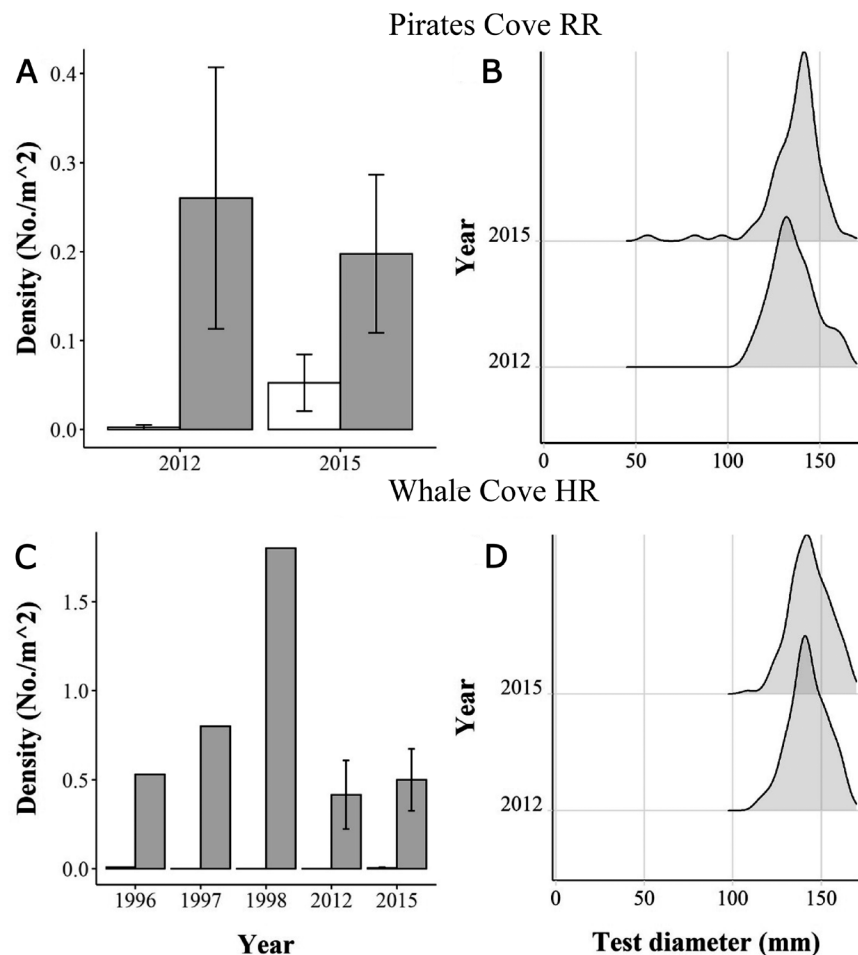 Pirates Cove RR
A
Density (No./m^2)
0.4
0.3
0.2
0.1
0.0
2012
2015
B
Year
2015
2012
0
50
100
150
Whale Cove HR
C
Density (No./m^2)
1.5
1.0
0.5
0.0
1996
1997
1998
2012
2015
Year
D
Year
2015
2012
0
50
100
150
Test diameter (mm)